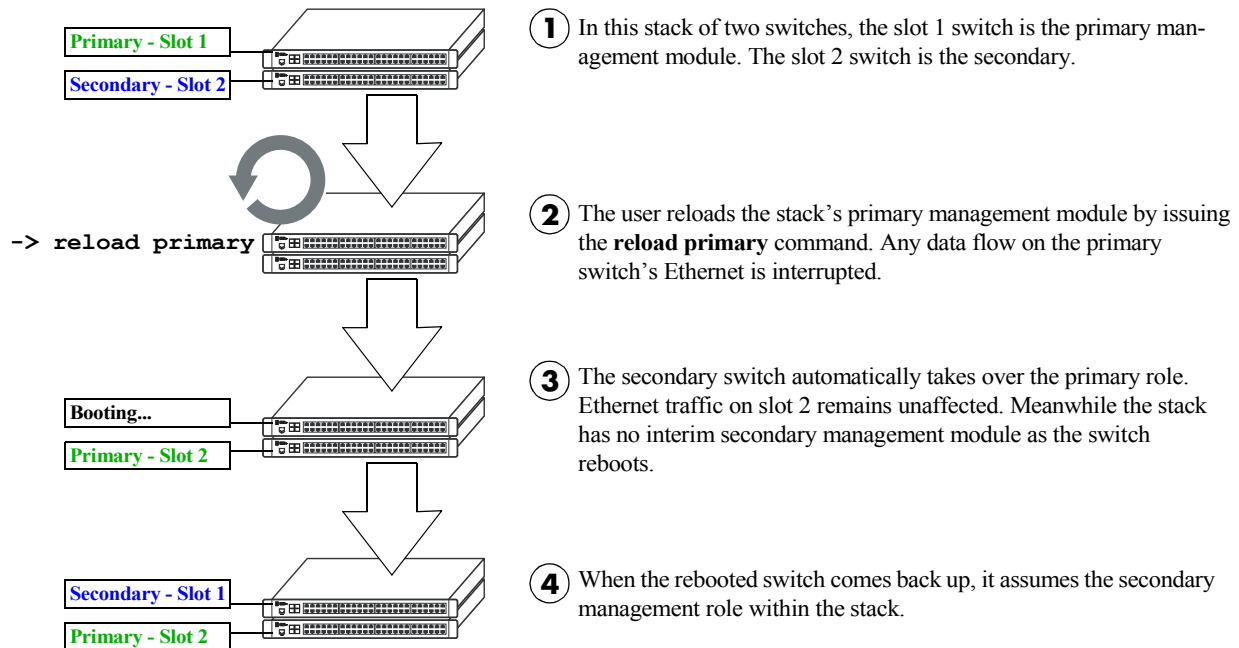 Primary - Slot 1
Secondary - Slot 2
1 In this stack of two switches, the slot 1 switch is the primary man-
agement module. The slot 2 switch is the secondary.
-> reload primary
2 The user reloads the stack’s primary management module by issuing
the reload primary command. Any data flow on the primary
switch’s Ethernet is interrupted.
Booting...
Primary - Slot 2
3 The secondary switch automatically takes over the primary role.
Ethernet traffic on slot 2 remains unaffected. Meanwhile the stack
has no interim secondary management module as the switch
reboots.
Secondary - Slot 1
Primary - Slot 2
4 When the rebooted switch comes back up, it assumes the secondary
management role within the stack.